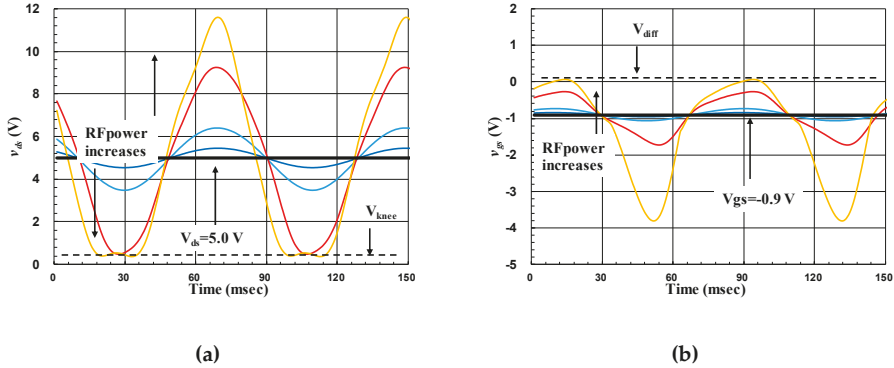 12
10
8
6
4
2
0
v_ds (V)
RFpower
increases
V_ds=5.0 V
V_knee
0 30 60 90 120 150
Time (msec)
(a)
2
1
0
-1
-2
-3
-4
-5
v_gs (V)
V_diff
RFpower
increases
Vgs=-0.9 V
0 30 60 90 120 150
Time (msec)
(b)